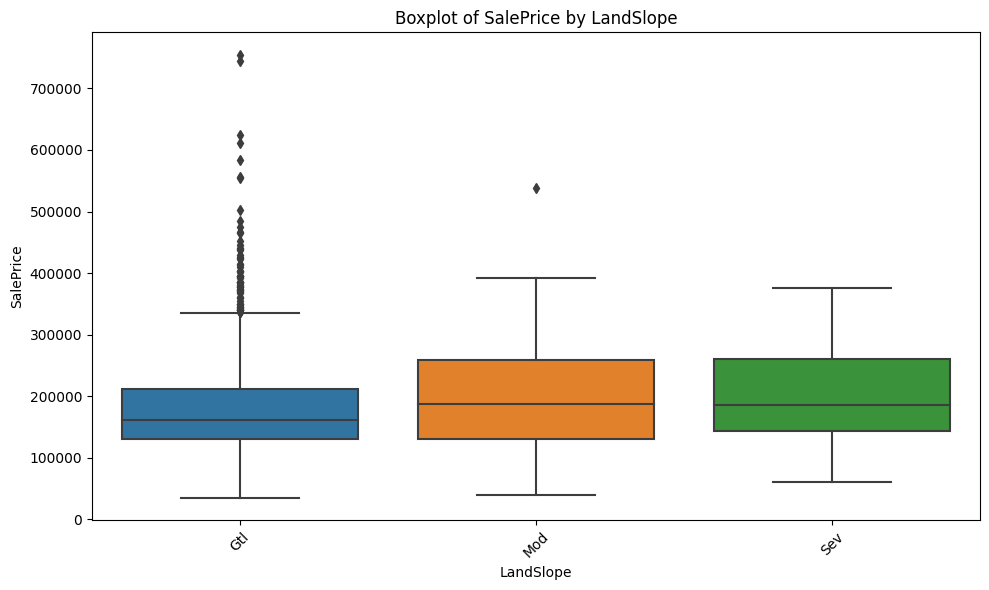 Boxplot of SalePrice by LandSlope
SalePrice
700000
600000
500000
400000
300000
200000
100000
0
Gtl
Mod
Sev
LandSlope